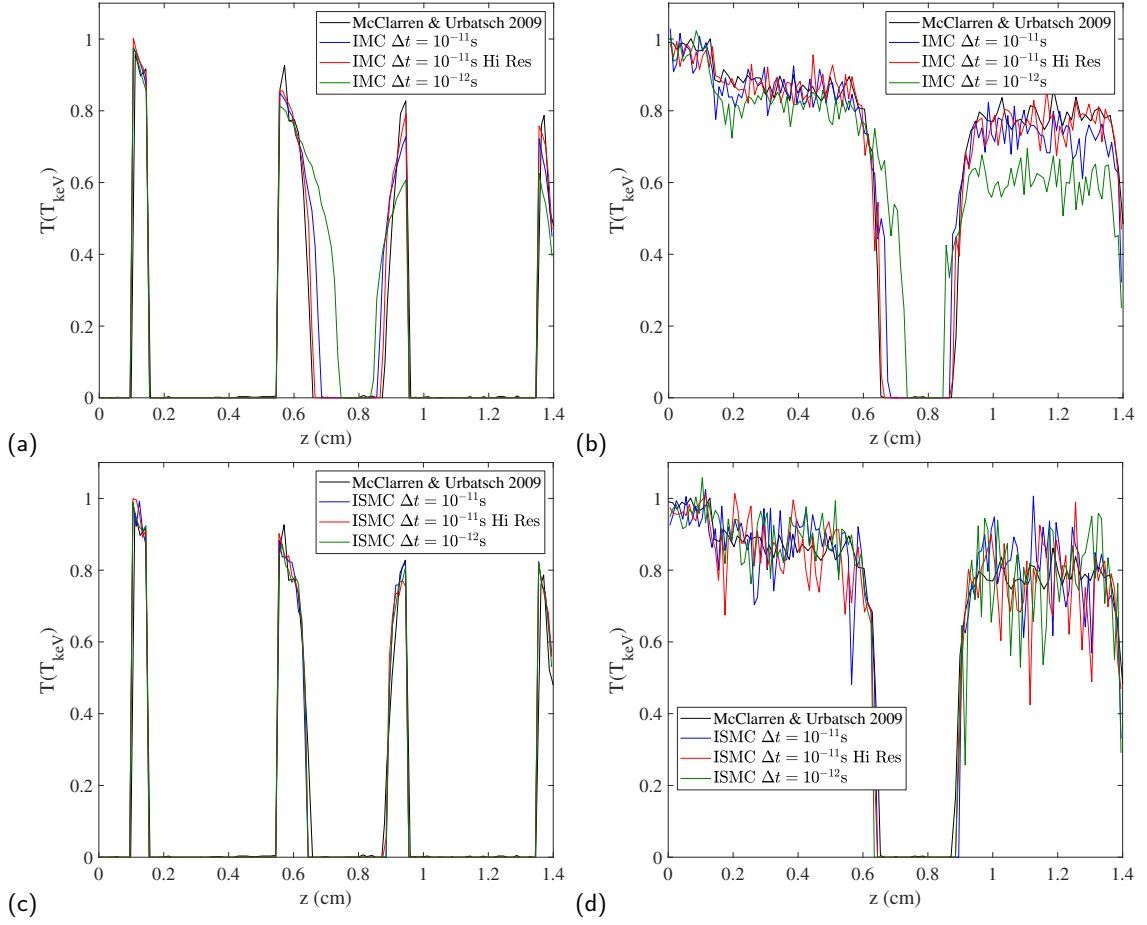 McClarren & Urbatsch 2009
IMC Δt = 10⁻¹¹s
IMC Δt = 10⁻¹¹s Hi Res
IMC Δt = 10⁻¹²s
1
0.8
0.6
0.4
0.2
0
T(T_keV)
0 0.2 0.4 0.6 0.8 1 1.2 1.4
z (cm)
(a)
McClarren & Urbatsch 2009
IMC Δt = 10⁻¹¹s
IMC Δt = 10⁻¹¹s Hi Res
IMC Δt = 10⁻¹²s
1
0.8
0.6
0.4
0.2
0
T(T_keV)
0 0.2 0.4 0.6 0.8 1 1.2 1.4
z (cm)
(b)
McClarren & Urbatsch 2009
ISMC Δt = 10⁻¹¹s
ISMC Δt = 10⁻¹¹s Hi Res
ISMC Δt = 10⁻¹²s
1
0.8
0.6
0.4
0.2
0
T(T_keV)
0 0.2 0.4 0.6 0.8 1 1.2 1.4
z (cm)
(c)
1
0.8
0.6
0.4
0.2
0
T(T_keV)
McClarren & Urbatsch 2009
ISMC Δt = 10⁻¹¹s
ISMC Δt = 10⁻¹¹s Hi Res
ISMC Δt = 10⁻¹²s
0 0.2 0.4 0.6 0.8 1 1.2 1.4
z (cm)
(d)